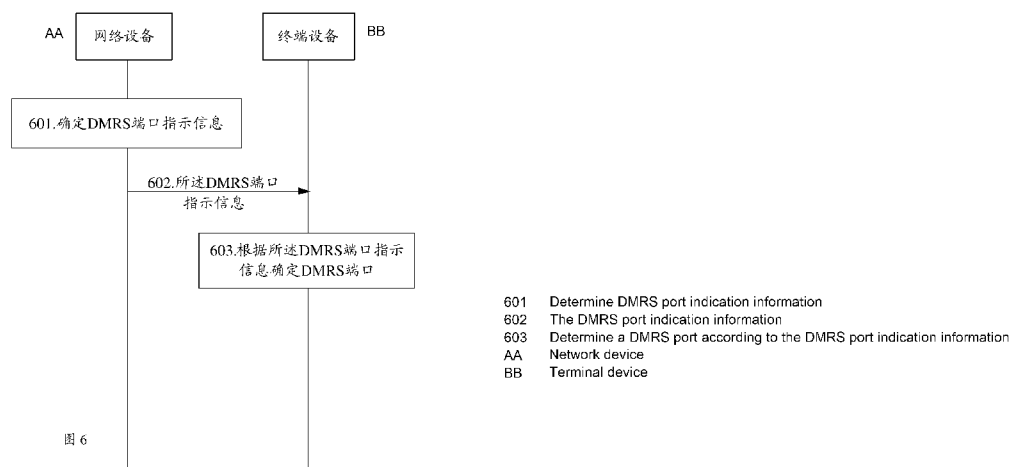 AA
网络设备
终端设备
BB
601.确定DMRS端口指示信息
602.所述DMRS端口
指示信息
603.根据所述DMRS端口指示
信息确定DMRS端口
601 Determine DMRS port indication information
602 The DMRS port indication information
603 Determine a DMRS port according to the DMRS port indication information
AA Network device
BB Terminal device
图 6